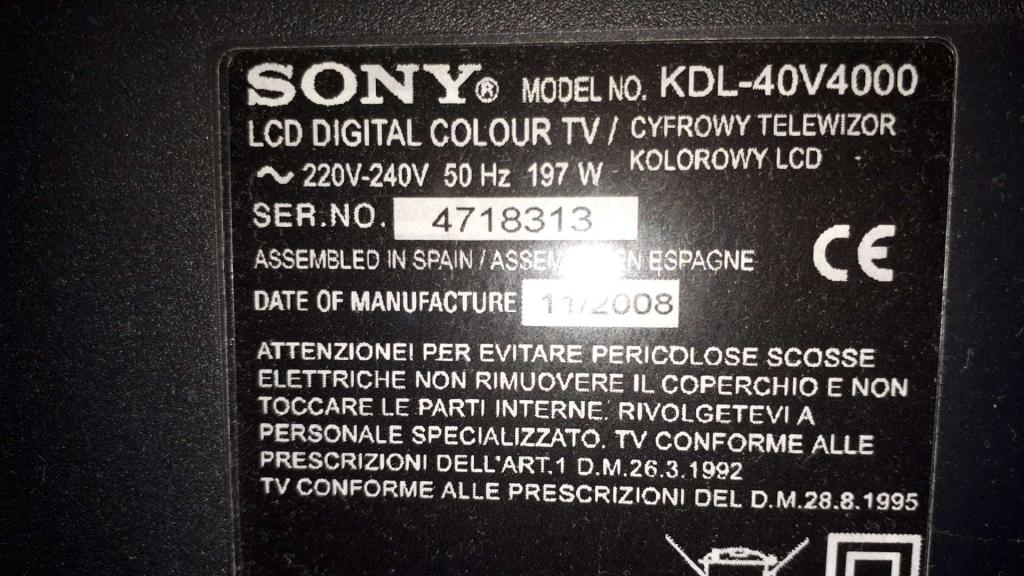 SONY® MODEL NO. KDL-40V4000
LCD DIGITAL COLOUR TV / CYFROWY TELEWIZOR
KOLOROWY LCD
~ 220V-240V 50 Hz 197 W
SER.NO. 4718313
ASSEMBLED IN SPAIN / EN ESPAGNE
CE
DATE OF MANUFACTURE 11/2008
ATTENZIONE! PER EVITARE PERICOLOSE SCOSSE
ELETTRICHE NON RIMUOVERE IL COPERCHIO E NON
TOCCARE LE PARTI INTERNE. RIVOLGETEVI A
PERSONALE SPECIALIZZATO. TV CONFORME ALLE
PRESCRIZIONI DELL'ART.1 D.M.26.3.1992
TV CONFORME ALLE PRESCRIZIONI DEL D.M.28.8.1995